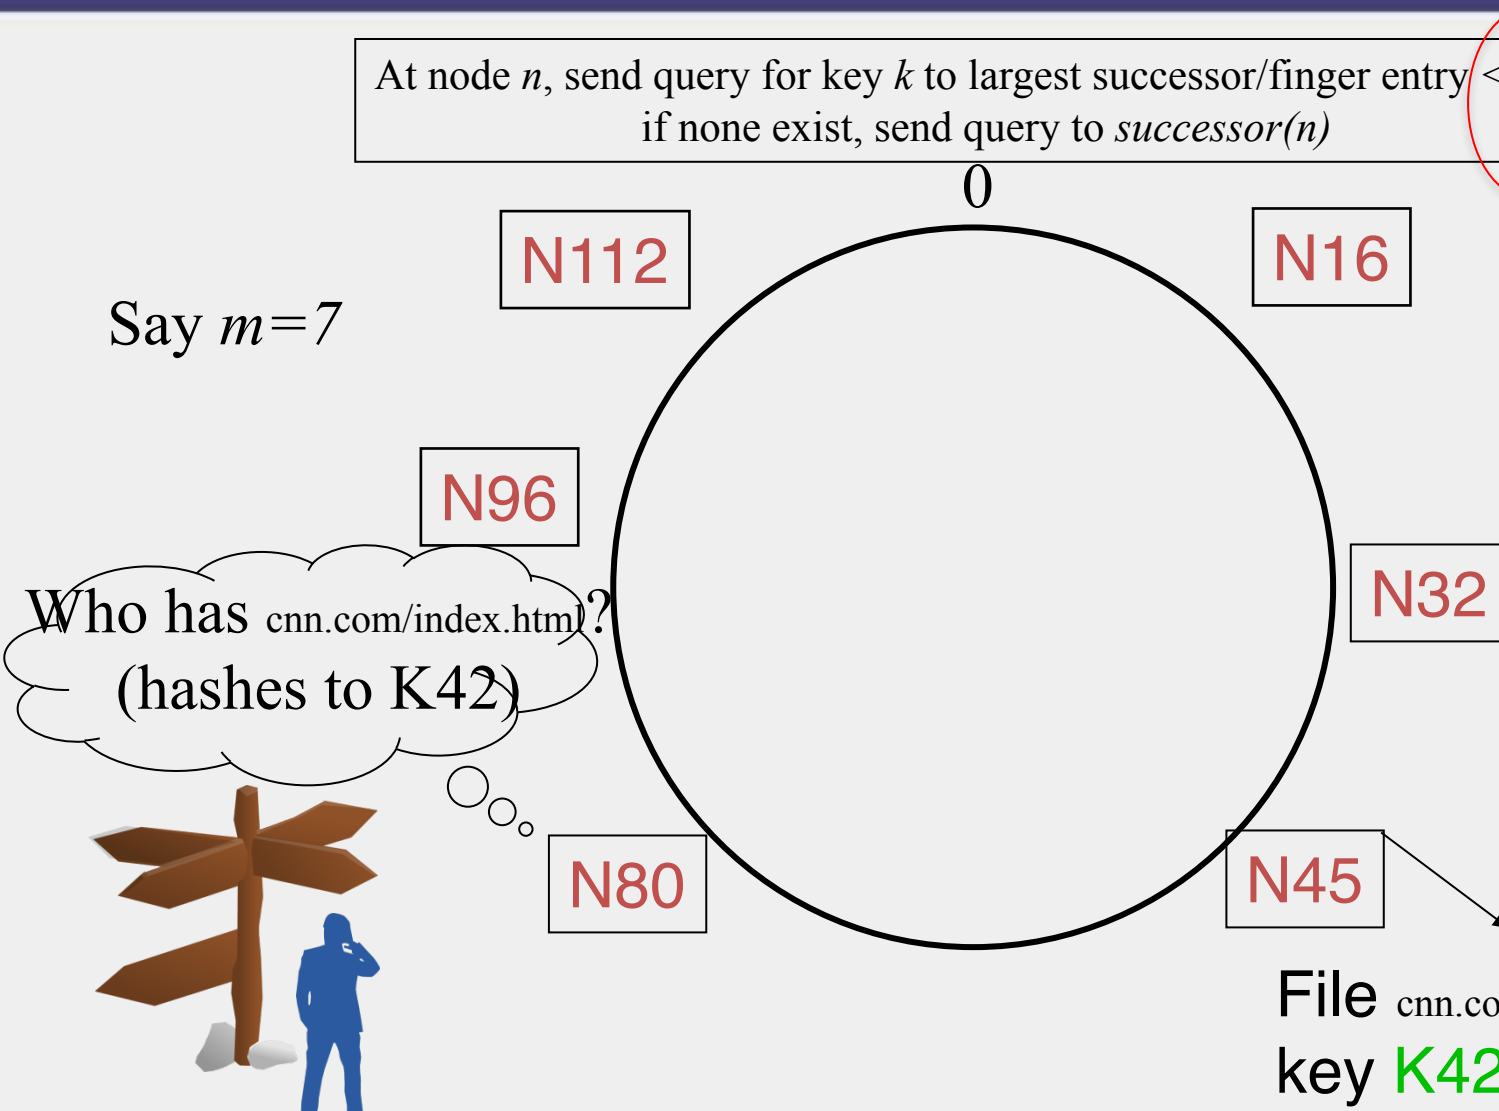 At node n, send query for key k to largest successor/finger entry <
if none exist, send query to successor(n)
0
N112
N16
Say m=7
N96
N32
Who has cnn.com/index.html?
(hashes to K42)
N80
N45
File cnn.co
key K42